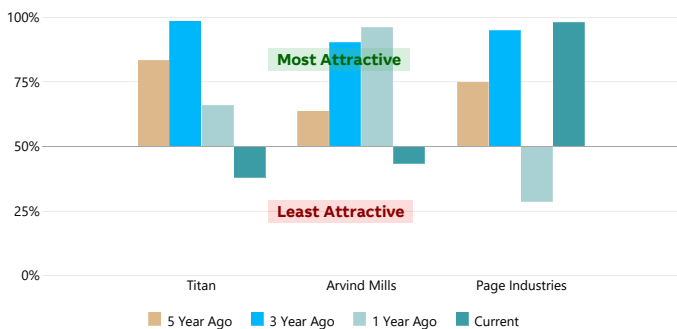 100%
Most Attractive
75%
50%
25%
Least Attractive
0%
Titan Arvind Mills Page Industries
5 Year Ago 3 Year Ago 1 Year Ago Current